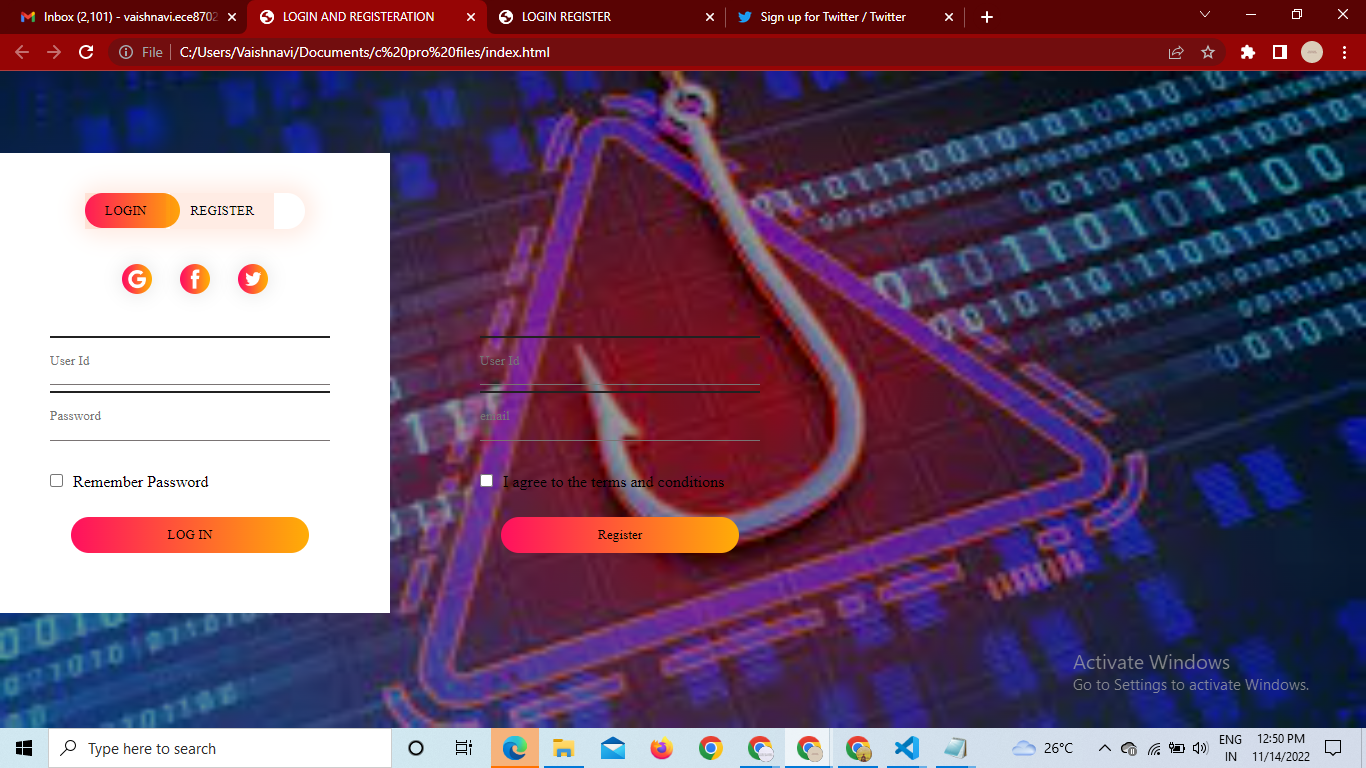 Inbox (2,101) - vaishnavi.ece8702
LOGIN AND REGISTERATION
LOGIN REGISTER
Sign up for Twitter / Twitter
File
C:/Users/Vaishnavi/Documents/c%20pro%20files/index.html
LOGIN
REGISTER
User Id
User Id
Password
email
Remember Password
I agree to the terms and conditions
LOG IN
Register
Activate Windows
Go to Settings to activate Windows.
Type here to search
26°C
ENG
IN
12:50 PM
11/14/2022